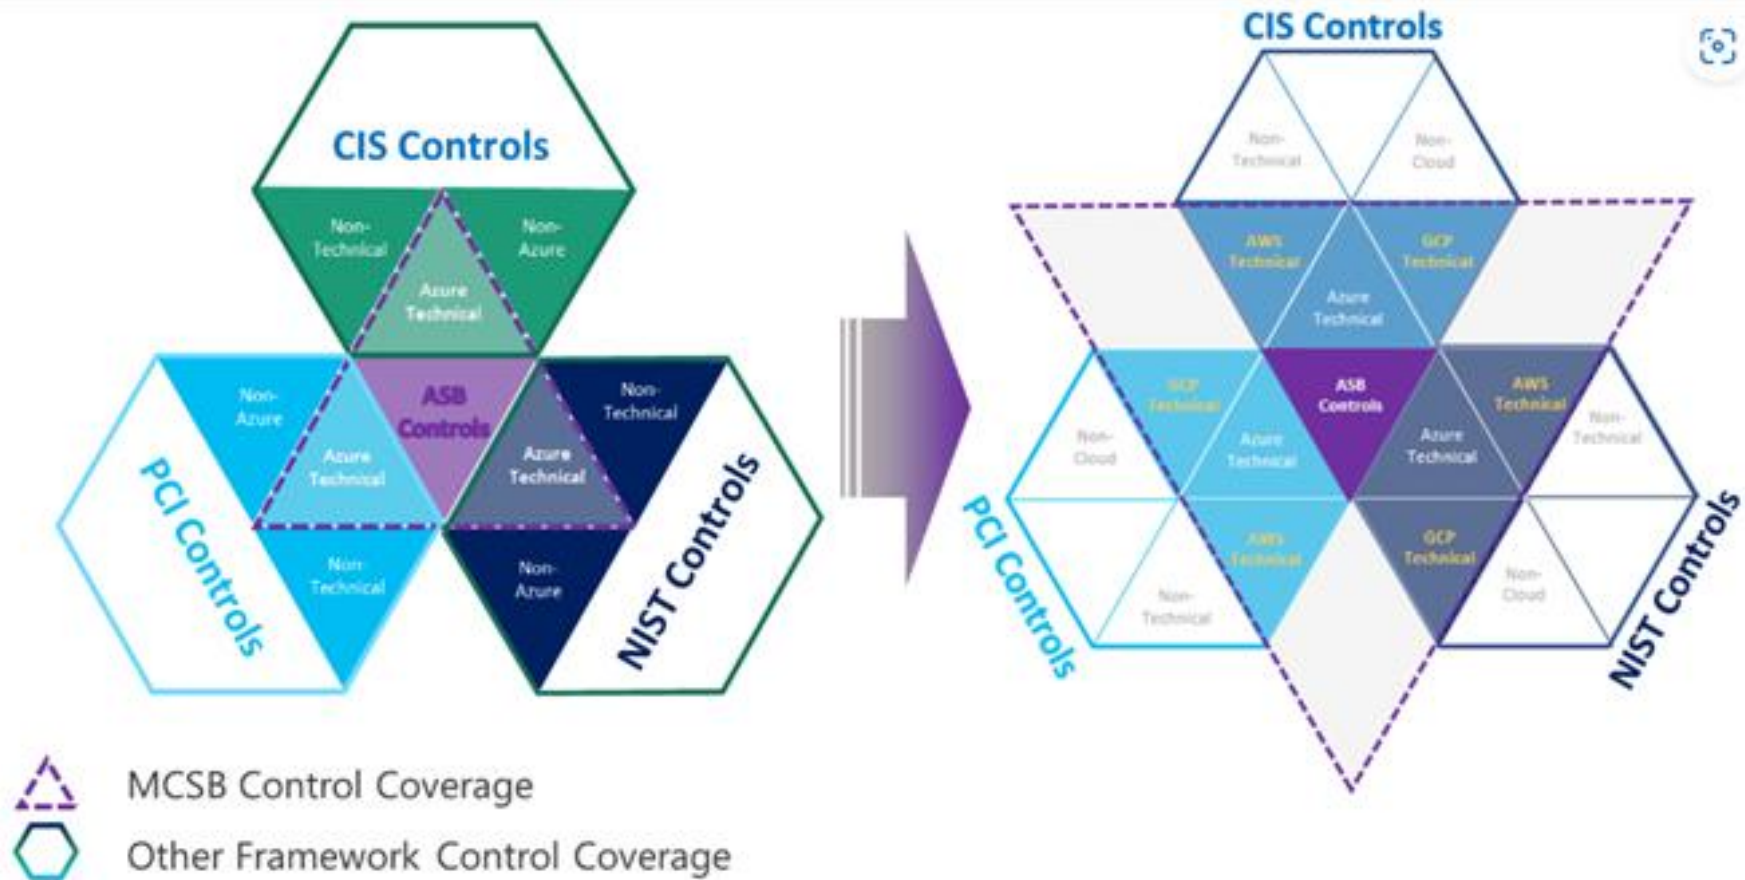 CIS Controls
Non-
Technical
Non-
Azure
Azure
Technical
Non-
Azure
Azure
Technical
ASB
Controls
Azure
Technical
Non-
Technical
PCI Controls
Non-
Technical
Non-
Azure
NIST Controls
CIS Controls
Non-
Technical
Non-
Cloud
AWS
Technical
GCP
Technical
Azure
Technical
GCP
Technical
ASB
Controls
AWS
Technical
Non-
Cloud
Azure
Technical
Azure
Technical
Non-
Technical
PCI Controls
AWS
Technical
GCP
Technical
Non-
Technical
Non-
Cloud
NIST Controls
MCSB Control Coverage
Other Framework Control Coverage